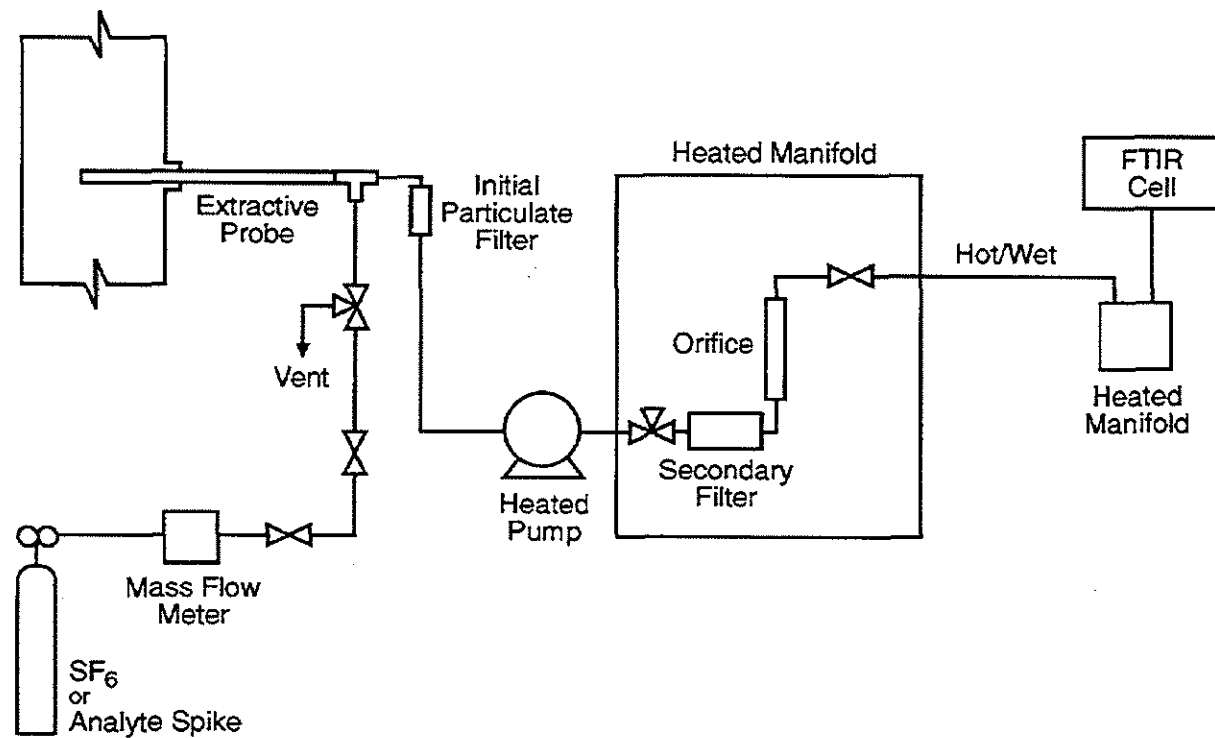 Extractive
Probe
Initial
Particulate
Filter
Heated Manifold
FTIR
Cell
Hot/Wet
Vent
Orifice
Heated
Manifold
Secondary
Filter
Heated
Pump
Mass Flow
Meter
SF6
or
Analyte Spike